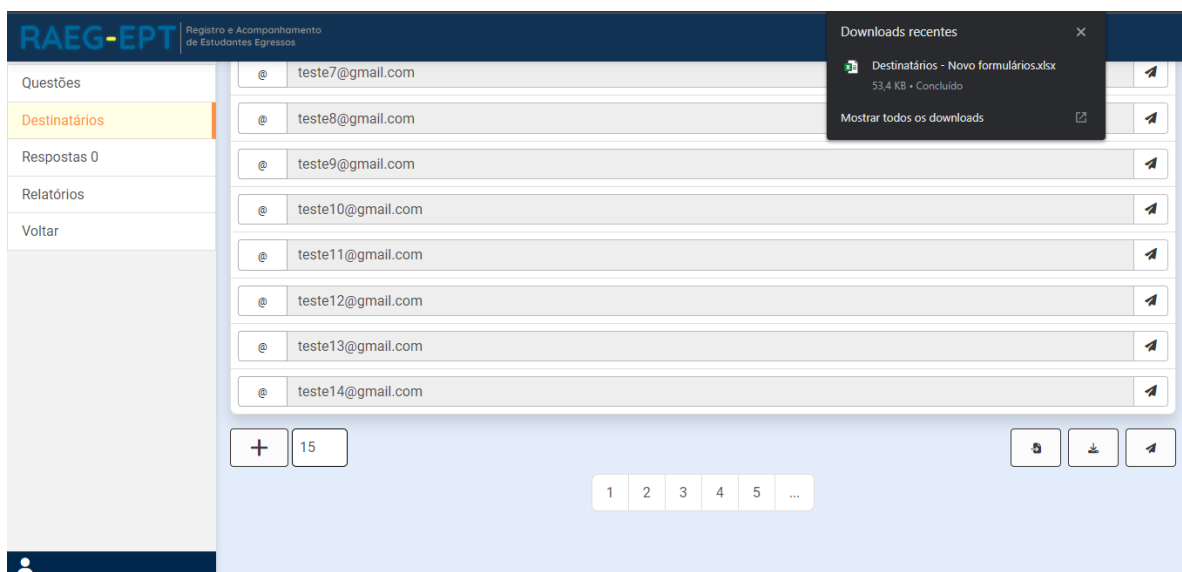 RAEG-EPT
Registro e Acompanhamento
de Estudantes Egressos
Downloads recentes
Destinatários - Novo formulários.xlsx
53,4 KB • Concluído
Mostrar todos os downloads
Questões
Destinatários
Respostas 0
Relatórios
Voltar
@ teste7@gmail.com
@ teste8@gmail.com
@ teste9@gmail.com
@ teste10@gmail.com
@ teste11@gmail.com
@ teste12@gmail.com
@ teste13@gmail.com
@ teste14@gmail.com
15
1 2 3 4 5 ...